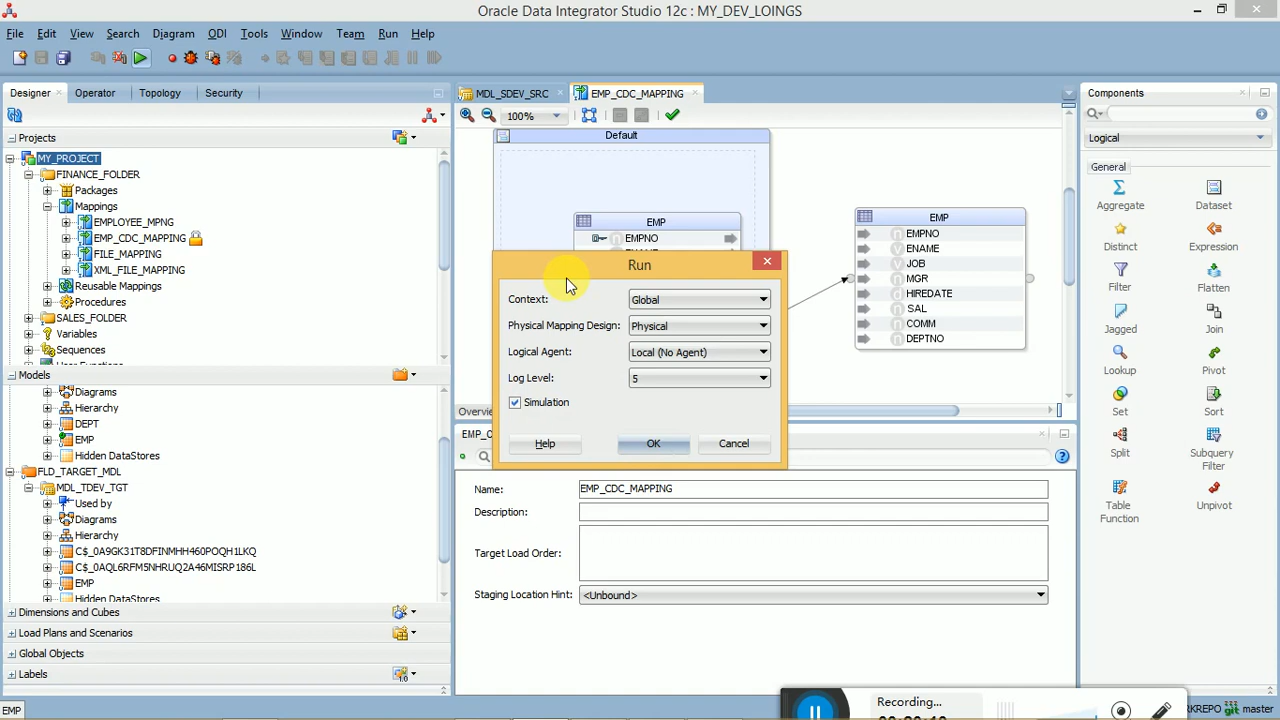 Oracle Data Integrator Studio 12c : MY_DEV_LOINGS
File Edit View Search Diagram ODI Tools Window Team Run Help
Designer Operator Topology Security
Projects
MY_PROJECT
FINANCE_FOLDER
Packages
Mappings
EMPLOYEE_MPNG
EMP_CDC_MAPPING
FILE_MAPPING
XML_FILE_MAPPING
Reusable Mappings
Procedures
SALES_FOLDER
Variables
Sequences
Models
Diagrams
Hierarchy
DEPT
EMP
Hidden DataStores
FLD_TARGET_MDL
MDL_TDEV_TGT
Used by
Diagrams
Hierarchy
C$_0A9GK31T8DFINMHH460POQH1LKQ
C$_0AQL6RFM5NHRUQ2A46MISRP186L
EMP
Hidden DataStores
Dimensions and Cubes
Load Plans and Scenarios
Global Objects
Labels
EMP
MDL_SDEV_SRC EMP_CDC_MAPPING
100%
Default
EMP
EMPNO
EMP
EMPNO
ENAME
JOB
MGR
HIREDATE
SAL
COMM
DEPTNO
Run
Context: Global
Physical Mapping Design: Physical
Logical Agent: Local (No Agent)
Log Level: 5
Simulation
Help OK Cancel
Name: EMP_CDC_MAPPING
Description:
Target Load Order:
Staging Location Hint: <Unbound>
Components
Logical
General
Aggregate Dataset
Distinct Expression
Filter Flatten
Jagged Join
Lookup Pivot
Set Sort
Split Subquery
Filter
Table
Function
Unpivot
Recording...
git master